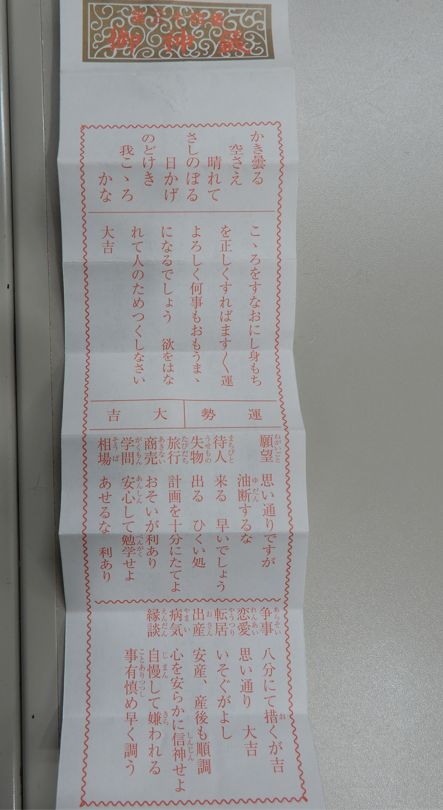 御神籤
かき曇る
空さえ
晴れて
さしのぼる
日かげ
のどけき
我こゝろ
かな
こゝろをすなおにし身もち
を正しくすればます〱運
よろしく何事もおもうまゝ
になるでしょう 欲をはな
れて人のためつくしなさい
大吉
運勢 大吉
願望 思い通りですが
油断するな
待人 来る 早いでしょう
失物 出る ひくい処
旅行 計画を十分にたてよ
商売 おそいが利あり
学問 安心して勉学せよ
相場 あせるな 利あり
争事 八分にて措くが吉
恋愛 思い通り 大吉
転居 いそぐがよし
出産 安産、産後も順調
病気 心を安らかに信神せよ
縁談 自慢して嫌われる
事有慎め早く調う